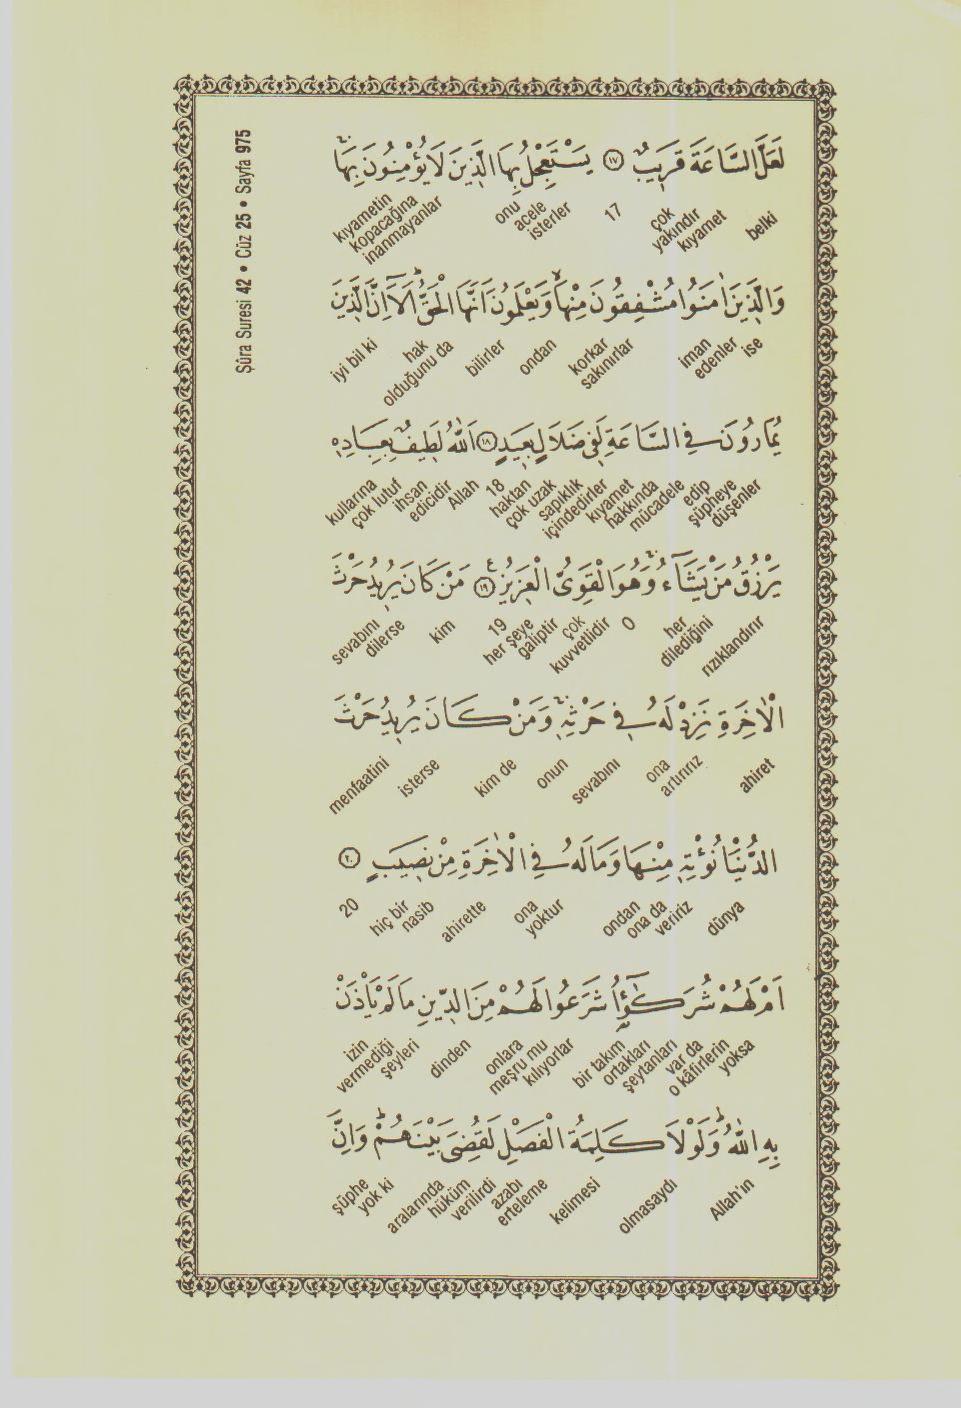 Şûra Suresi 42 • Cüz 25 • Sayfa 975
لَعَلَّ السَّاعَةَ قَرِيبٌ ﴿١٧﴾ يَسْتَعْجِلُ بِهَا الَّذِينَ لَا يُؤْمِنُونَ بِهَاۚ
belki kıyamet çok yakındır 17 acele isterler onu kıyametin kopacağına inanmayanlar
وَالَّذِينَ اٰمَنُوا مُشْفِقُونَ مِنْهَاۙ وَيَعْلَمُونَ اَنَّهَا الْحَقُّۜ اَلَٓا اِنَّ الَّذِينَ
ise iman edenler korkar sakınırlar ondan bilirler hak olduğunu da iyi bil ki
يُمَارُونَ فِي السَّاعَةِ لَفِي ضَلَالٍ بَعِيدٍ ﴿١٨﴾ اَللّٰهُ لَطِيفٌ بِعِبَادِهِ
edip şüpheye düşenler kıyamet hakkında mücadele sapıklık içindedirler haktan çok uzak 18 Allah ihsan edicidir çok lutuf kullarına
يَرْزُقُ مَنْ يَشَٓاءُۚ وَهُوَ الْقَوِيُّ الْعَزِيزُ۟ ﴿١٩﴾ مَنْ كَانَ يُرِيدُ حَرْثَ
rızıklandırır her dilediğini O çok kuvvetlidir her şeye galiptir 19 kim sevabını dilerse
الْاٰخِرَةِ نَزِدْ لَهُ فِي حَرْثِهِۚ وَمَنْ كَانَ يُرِيدُ حَرْثَ
ahiret ona artırırız sevabını onun kim de isterse menfaatini
الدُّنْيَا نُؤْتِهِ مِنْهَا وَمَا لَهُ فِي الْاٰخِرَةِ مِنْ نَصِيبٍ ﴿٢٠﴾
dünya ondan ona da veririz ona yoktur ahirette hiç bir nasib 20
اَمْ لَهُمْ شُرَكٰٓؤُ۬ا شَرَعُوا لَهُمْ مِنَ الدِّينِ مَا لَمْ يَأْذَنْ
yoksa var da o kâfirlerin bir takım ortakları şeytanları onlara meşru mu kılıyorlar dinden izin vermediği şeyleri
بِهِ اللّٰهُۜ وَلَوْلَا كَلِمَةُ الْفَصْلِ لَقُضِيَ بَيْنَهُمْۜ وَاِنَّ
Allah'ın olmasaydı kelimesi azabı erteleme aralarında hüküm verilirdi şüphe yok ki